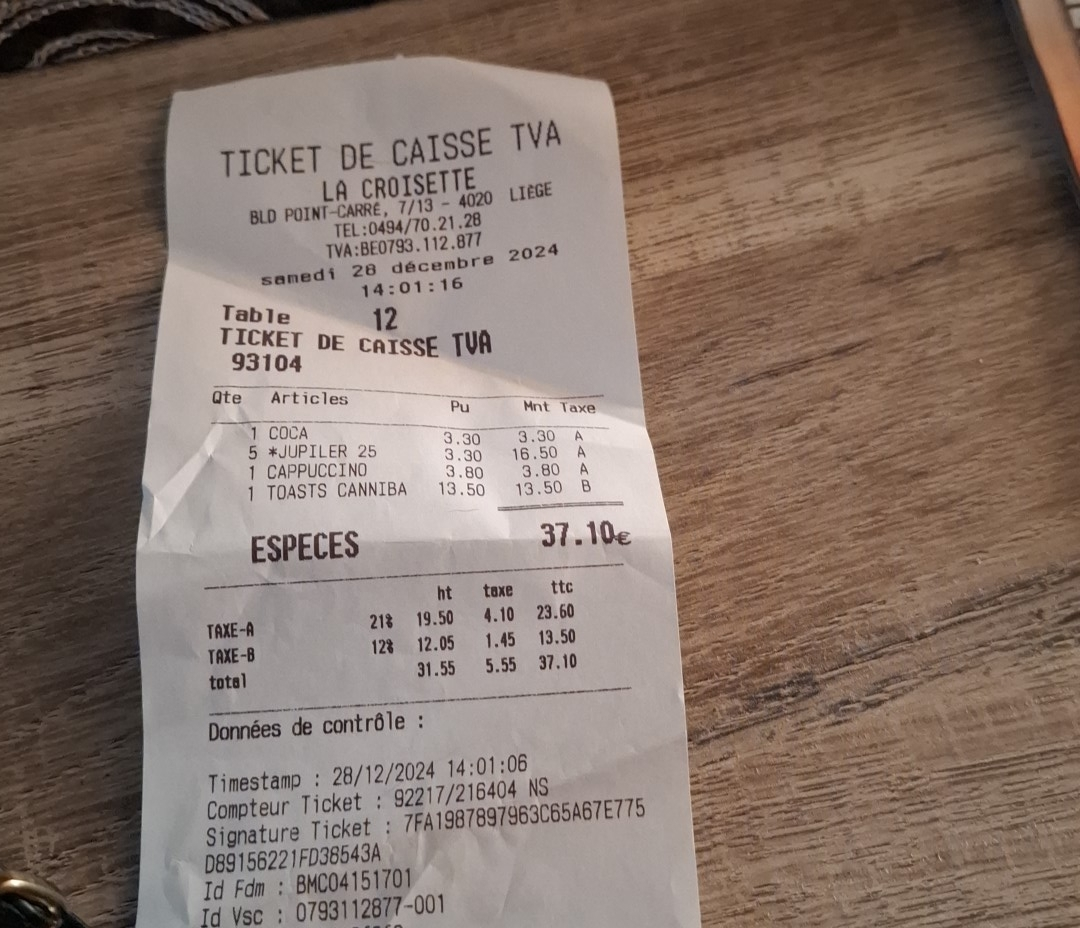 TICKET DE CAISSE TVA
LA CROISETTE
BLD POINT-CARRÉ, 7/13 - 4020 LIÈGE
TEL:0494/70.21.28
TVA:BE0793.112.877
samedi 28 décembre 2024
14:01:16
Table 12
TICKET DE CAISSE TVA
93104
Qte Articles Pu Mnt Taxe
1 COCA 3.30 3.30 A
5 *JUPILER 25 3.30 16.50 A
1 CAPPUCCINO 3.80 3.80 A
1 TOASTS CANNIBA 13.50 13.50 B
ESPECES 37.10€
ht taxe ttc
TAXE-A 21% 19.50 4.10 23.60
TAXE-B 12% 12.05 1.45 13.50
total 31.55 5.55 37.10
Données de contrôle :
Timestamp : 28/12/2024 14:01:06
Compteur Ticket : 92217/216404 NS
Signature Ticket : 7FA1987897963C65A67E775
D89156221FD38543A
Id Fdm : BMC04151701
Id Vsc : 0793112877-001